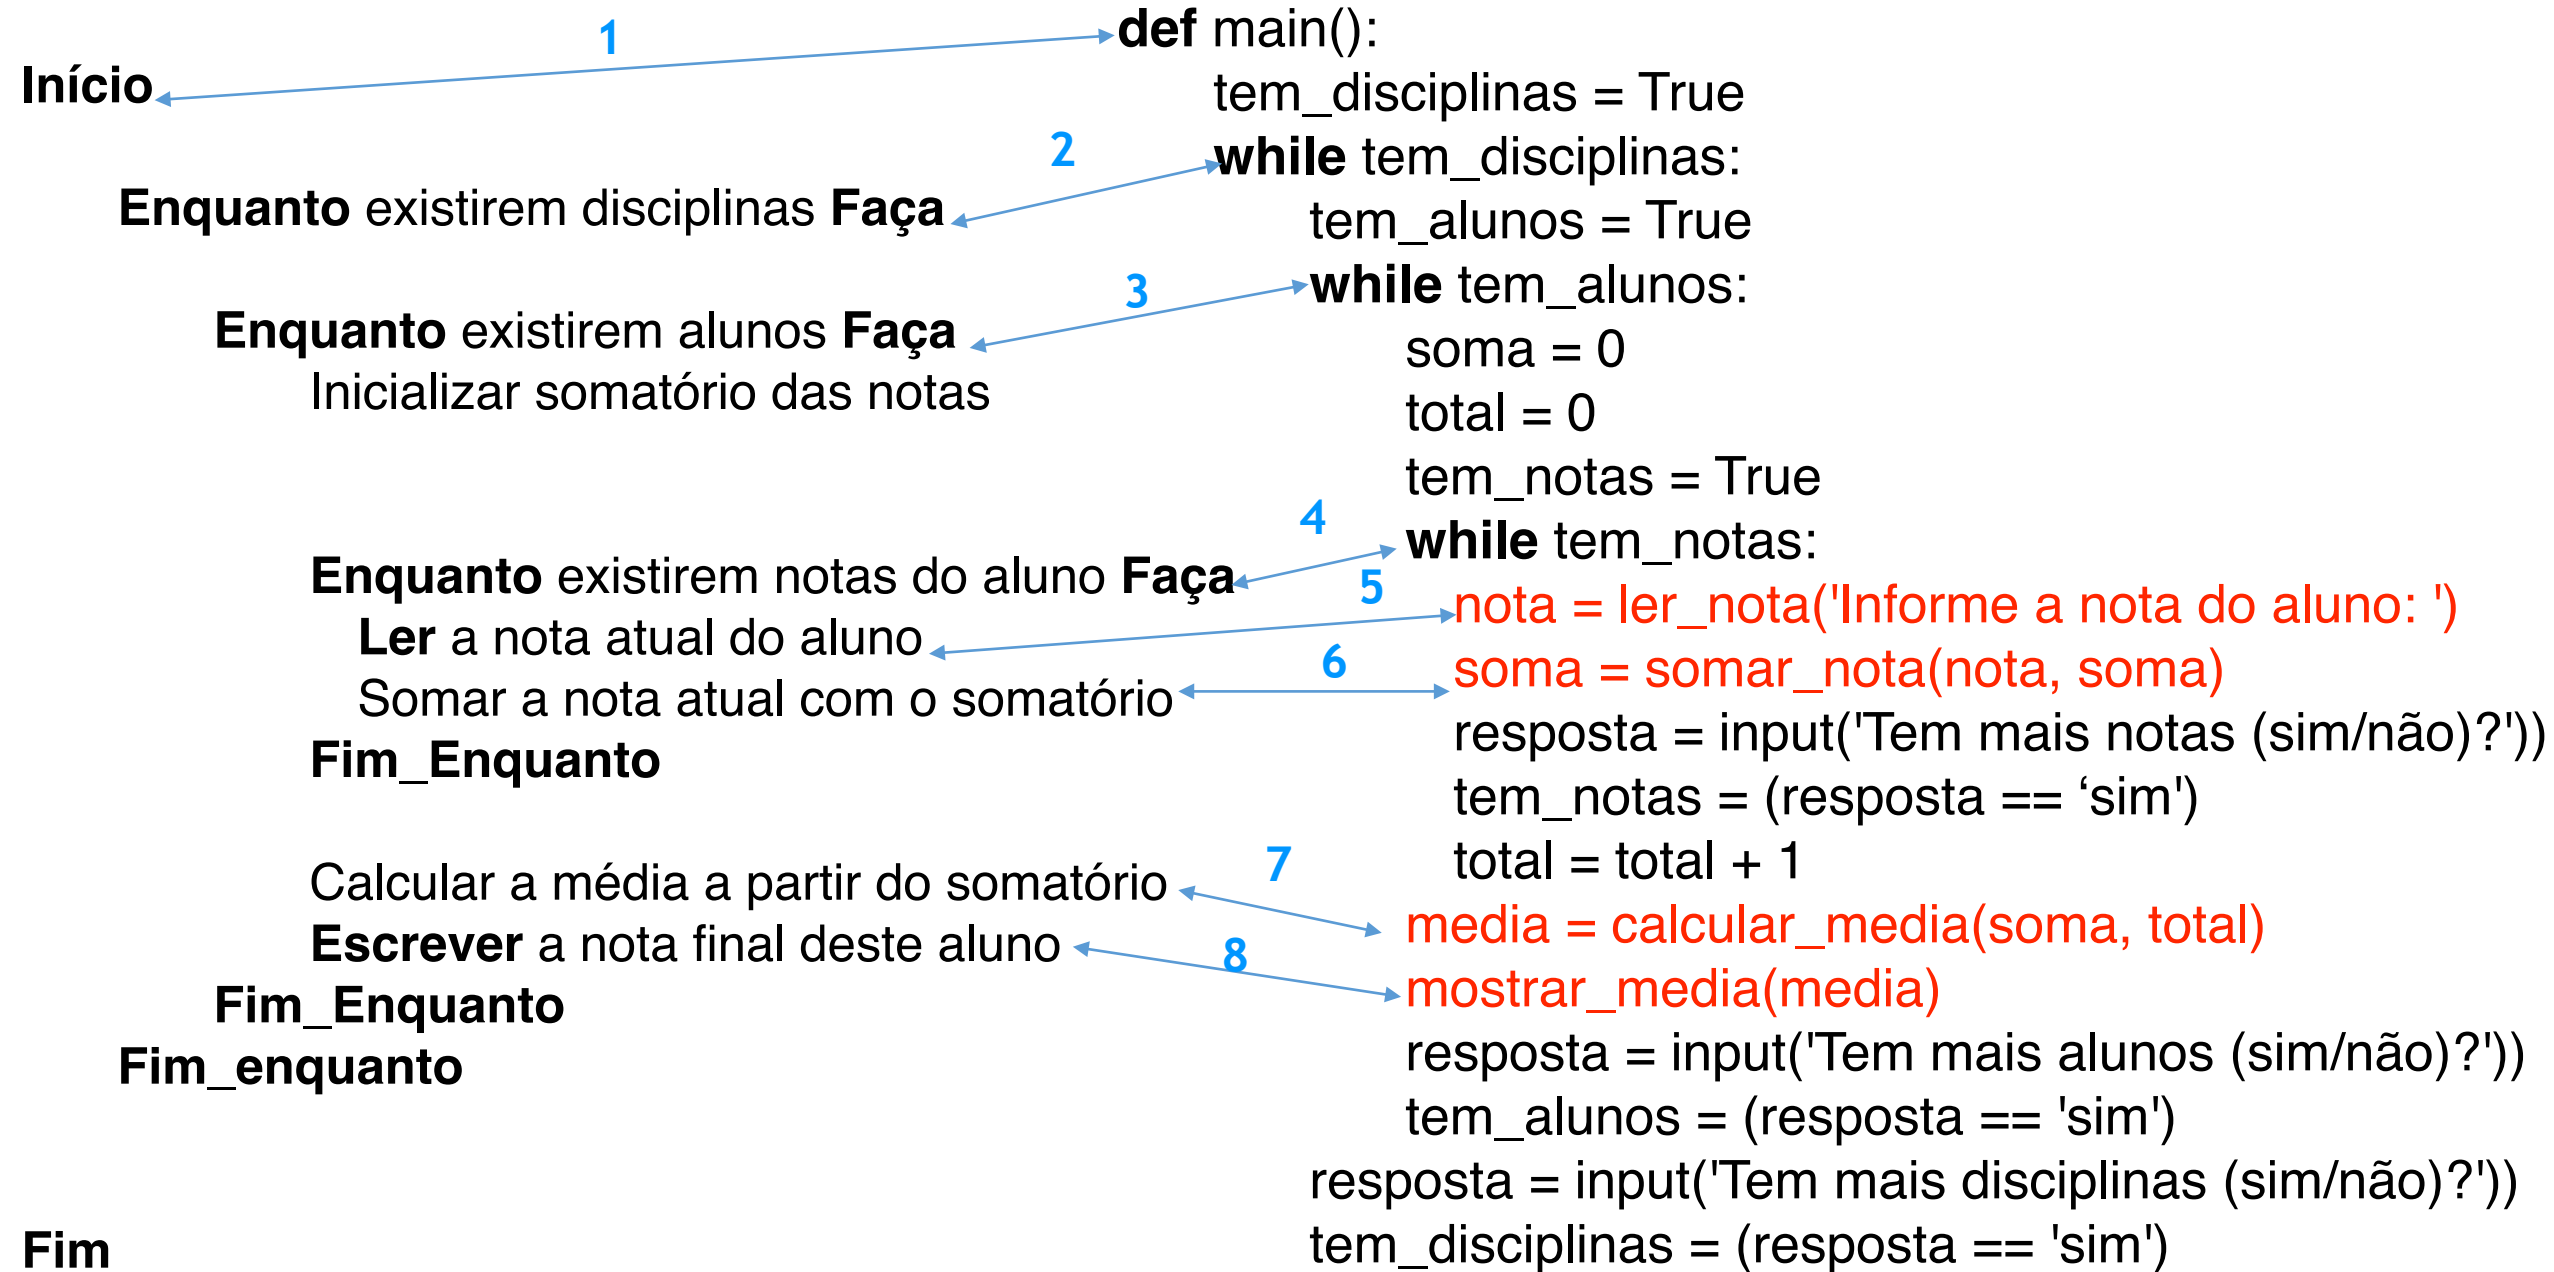 Início
Enquanto existirem disciplinas Faça
Enquanto existirem alunos Faça
Inicializar somatório das notas
Enquanto existirem notas do aluno Faça
Ler a nota atual do aluno
Somar a nota atual com o somatório
Fim_Enquanto
Calcular a média a partir do somatório
Escrever a nota final deste aluno
Fim_Enquanto
Fim_enquanto
Fim
1
2
3
4
5
6
7
8
def main():
tem_disciplinas = True
while tem_disciplinas:
tem_alunos = True
while tem_alunos:
soma = 0
total = 0
tem_notas = True
while tem_notas:
nota = ler_nota('Informe a nota do aluno: ')
soma = somar_nota(nota, soma)
resposta = input('Tem mais notas (sim/não)?'))
tem_notas = (resposta == ‘sim')
total = total + 1
media = calcular_media(soma, total)
mostrar_media(media)
resposta = input('Tem mais alunos (sim/não)?'))
tem_alunos = (resposta == 'sim')
resposta = input('Tem mais disciplinas (sim/não)?'))
tem_disciplinas = (resposta == 'sim')